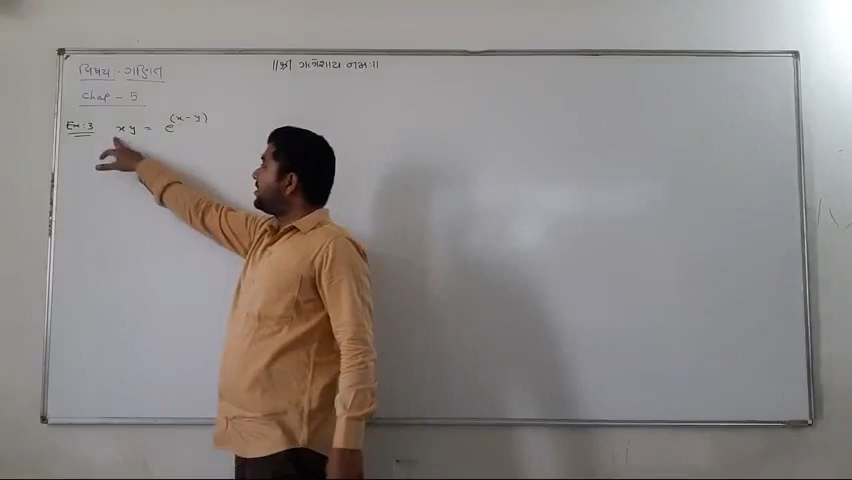 ॥ શ્રી ગણેશાય નમઃ ॥
વિષય :- ગણિત
Chap - 5
Ex:3 xy = e^(x-y)